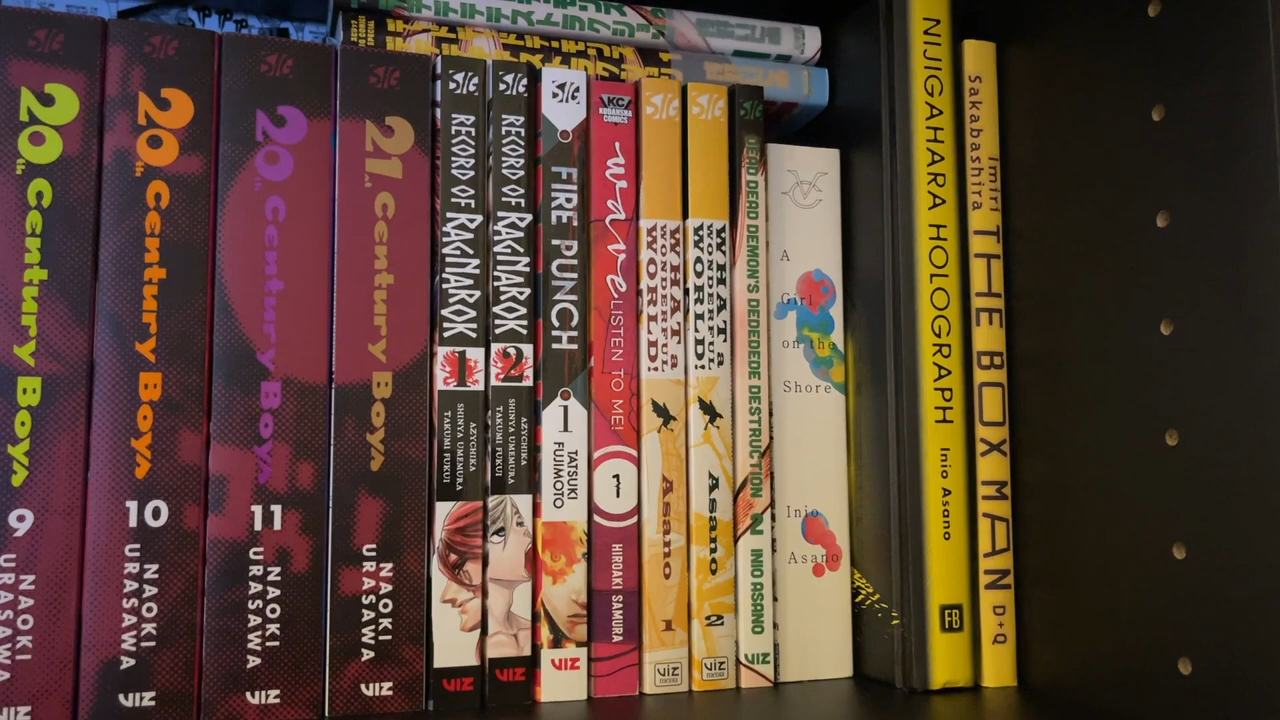 SIG
20th Century Boys
9
NAOKI
URASAWA
SIG
20th Century Boys
10
NAOKI
URASAWA
VIZ
SIG
20th Century Boys
11
NAOKI
URASAWA
VIZ
SIG
21st Century Boys
NAOKI
URASAWA
VIZ
SIG
RECORD OF RAGNAROK
1
AZYCHIKA
SHINYA UMEMURA
TAKUMI FUKUI
VIZ
SIG
RECORD OF RAGNAROK
2
AZYCHIKA
SHINYA UMEMURA
TAKUMI FUKUI
VIZ
SIG
FIRE PUNCH
1
TATSUKI
FUJIMOTO
VIZ
KC
KODANSHA
COMICS
wave,
LISTEN TO ME!
1
HIROAKI SAMURA
SIG
WHAT a
WONDERFUL
WORLD!
Asano
1
VIZ
media
SIG
WHAT a
WONDERFUL
WORLD!
Asano
2
VIZ
media
SIG
DEAD DEAD DEMON'S DEDEDEDE DESTRUCTION 2 INIO ASANO
VIZ
A
Girl
on the
Shore
Inio
Asano
NIJIGAHARA HOLOGRAPH Inio Asano
FB
Imiri
Sakabashira
THE BOX MAN
D+Q